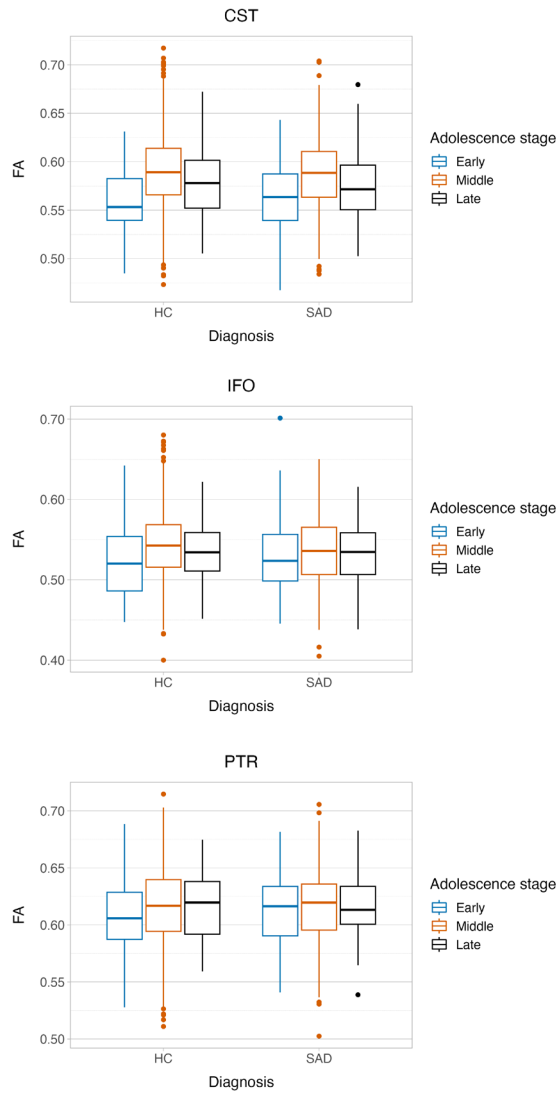 CST
0.70
0.65
0.60
0.55
0.50
FA
HC SAD
Diagnosis
Adolescence stage
Early
Middle
Late
IFO
0.70
0.60
0.50
0.40
FA
HC SAD
Diagnosis
Adolescence stage
Early
Middle
Late
PTR
0.70
0.65
0.60
0.55
0.50
FA
HC SAD
Diagnosis
Adolescence stage
Early
Middle
Late